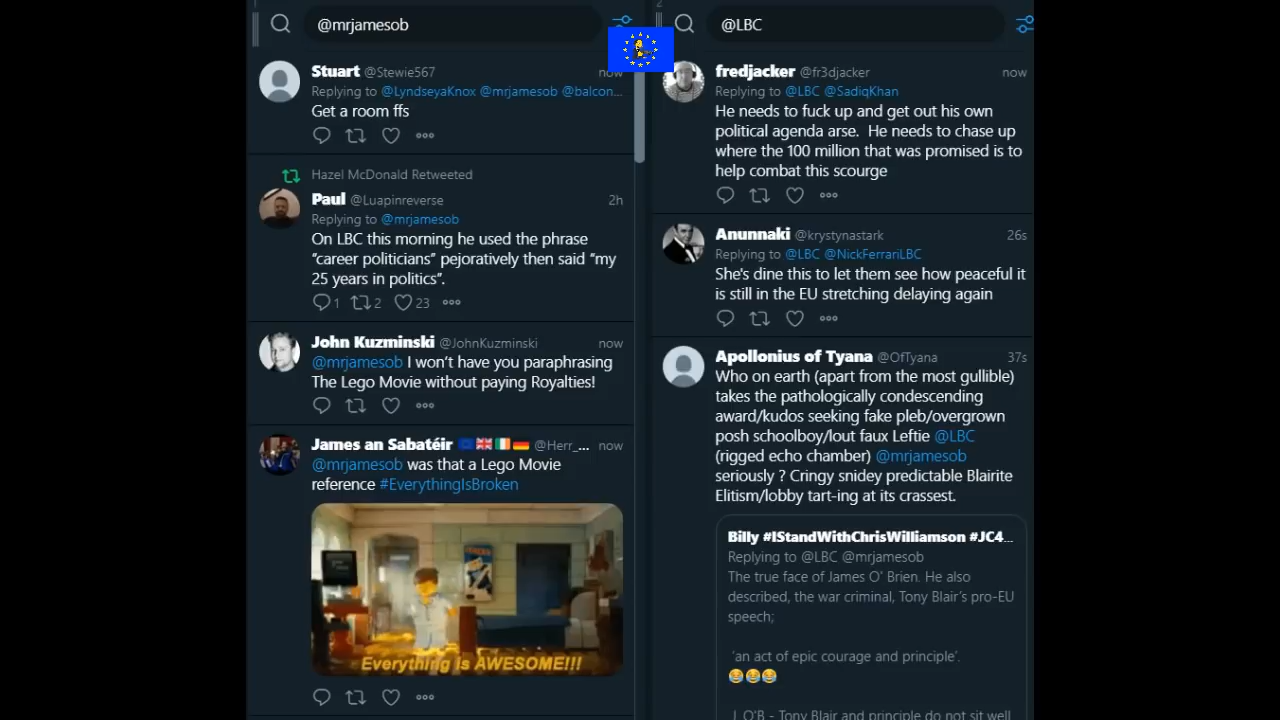 1
@mrjamesob
Stuart @Stewie567 now
Replying to @LyndseyaKnox @mrjamesob @balcon...
Get a room ffs
Hazel McDonald Retweeted
Paul @Luapinreverse 2h
Replying to @mrjamesob
On LBC this morning he used the phrase
“career politicians” pejoratively then said “my
25 years in politics”.
1 2 23
John Kuzminski @JohnKuzminski now
@mrjamesob I won’t have you paraphrasing
The Lego Movie without paying Royalties!
James an Sabatéir 🇪🇺🇬🇧🇮🇪🇩🇪 @Herr_... now
@mrjamesob was that a Lego Movie
reference #EverythingIsBroken
Everything is AWESOME!!!
2
@LBC
fredjacker @fr3djacker now
Replying to @LBC @SadiqKhan
He needs to fuck up and get out his own
political agenda arse. He needs to chase up
where the 100 million that was promised is to
help combat this scourge
Anunnaki @krystynastark 26s
Replying to @LBC @NickFerrariLBC
She's dine this to let them see how peaceful it
is still in the EU stretching delaying again
Apollonius of Tyana @OfTyana 37s
Who on earth (apart from the most gullible)
takes the pathologically condescending
award/kudos seeking fake pleb/overgrown
posh schoolboy/lout faux Leftie @LBC
(rigged echo chamber) @mrjamesob
seriously ? Cringy snidey predictable Blairite
Elitism/lobby tart-ing at its crassest.
Billy #IStandWithChrisWilliamson #JC4...
Replying to @LBC @mrjamesob
The true face of James O' Brien. He also
described, the war criminal, Tony Blair’s pro-EU
speech;
‘an act of epic courage and principle’.
😂😂😂
J O'B - Tony Blair and principle do not sit well